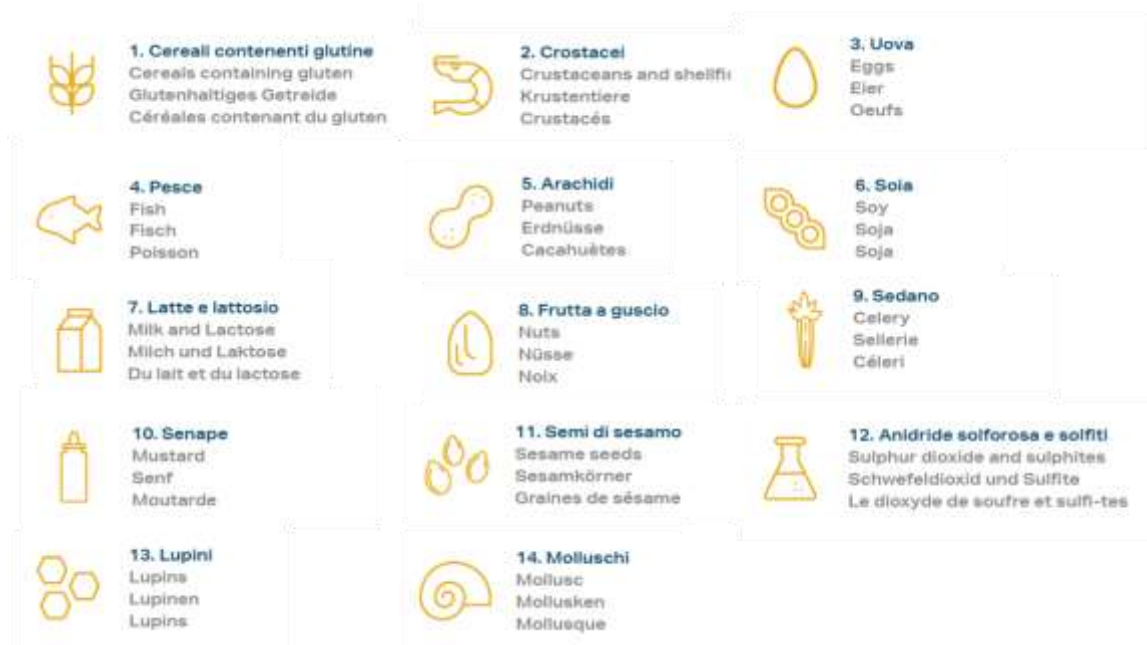 1. Cereali contenenti glutine
Cereals containing gluten
Glutenhaltiges Getreide
Céréales contenant du gluten
2. Crostacei
Crustaceans and shellfi
Krustentiere
Crustacés
3. Uova
Eggs
Eier
Oeufs
4. Pesce
Fish
Fisch
Poisson
5. Arachidi
Peanuts
Erdnüsse
Cacahuètes
6. Soia
Soy
Soja
Soja
7. Latte e lattosio
Milk and Lactose
Milch und Laktose
Du lait et du lactose
8. Frutta a guscio
Nuts
Nüsse
Noix
9. Sedano
Celery
Sellerie
Céleri
10. Senape
Mustard
Senf
Moutarde
11. Semi di sesamo
Sesame seeds
Sesamkörner
Graines de sésame
12. Anidride solforosa e solfiti
Sulphur dioxide and sulphites
Schwefeldioxid und Sulfite
Le dioxyde de soufre et sulfi-tes
13. Lupini
Lupins
Lupinen
Lupins
14. Molluschi
Mollusc
Mollusken
Mollusque